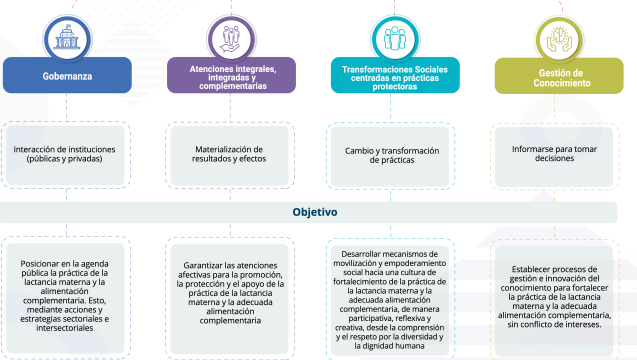 Gobernanza
Atenciones integrales,
integradas y
complementarias
Transformaciones Sociales
centradas en prácticas
protectoras
Gestión de
Conocimiento
Interacción de instituciones
(públicas y privadas)
Materialización de
resultados y efectos
Cambio y transformación
de prácticas
Informarse para tomar
decisiones
Objetivo
Posicionar en la agenda
pública la práctica de la
lactancia materna y la
alimentación
complementaria. Esto,
mediante acciones y
estrategias sectoriales e
intersectoriales
Garantizar las atenciones
afectivas para la promoción,
la protección y el apoyo de la
práctica de la lactancia
materna y la adecuada
alimentación
complementaria
Desarrollar mecanismos de
movilización y empoderamiento
social hacia una cultura de
fortalecimiento de la práctica de
la lactancia materna y la
adecuada alimentación
complementaria, de manera
participativa, reflexiva y
creativa, desde la comprensión
y el respeto por la diversidad y
la dignidad humana
Establecer procesos de
gestión e innovación del
conocimiento para fortalecer
la práctica de la lactancia
materna y la adecuada
alimentación complementaria,
sin conflicto de intereses.